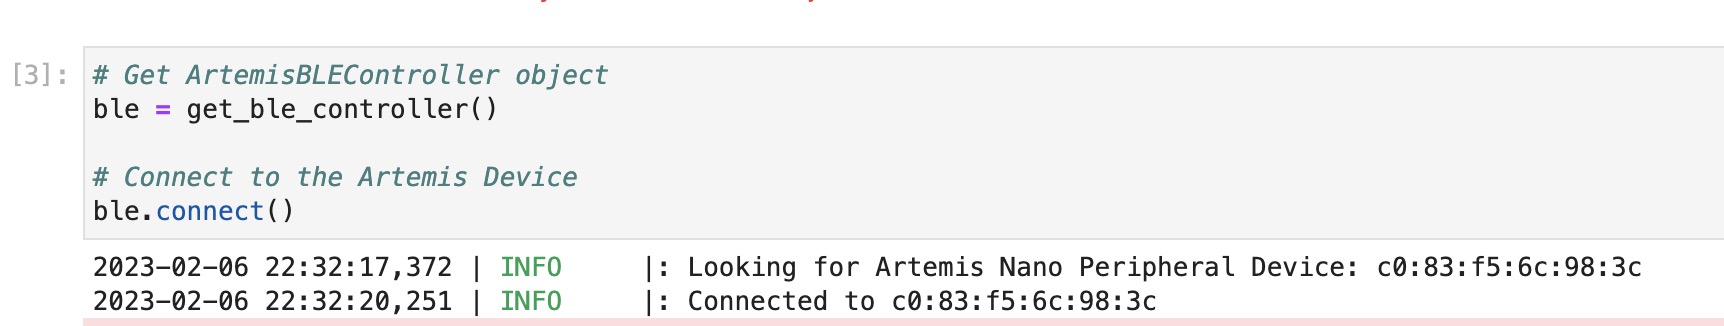 [3]:
# Get ArtemisBLEController object
ble = get_ble_controller()
# Connect to the Artemis Device
ble.connect()
2023-02-06 22:32:17,372 | INFO     |: Looking for Artemis Nano Peripheral Device: c0:83:f5:6c:98:3c
2023-02-06 22:32:20,251 | INFO     |: Connected to c0:83:f5:6c:98:3c